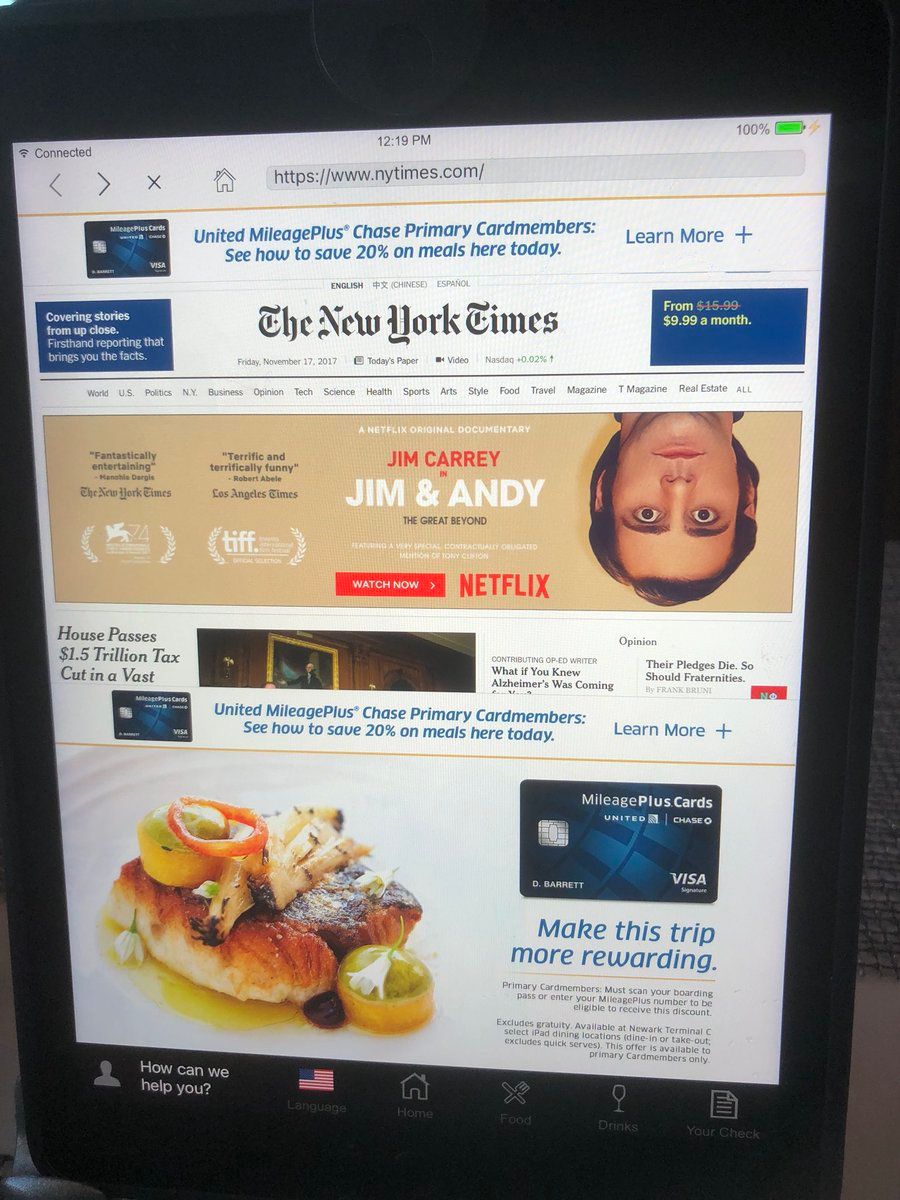 Connected
12:19 PM
100%
https://www.nytimes.com/
MileagePlus Cards
UNITED CHASE
D. BARRETT
VISA
Signature
United MileagePlus® Chase Primary Cardmembers:
See how to save 20% on meals here today.
Learn More +
ENGLISH 中文 (CHINESE) ESPAÑOL
Covering stories
from up close.
Firsthand reporting that
brings you the facts.
The New York Times
From $15.99
$9.99 a month.
Friday, November 17, 2017 Today's Paper Video Nasdaq +0.02% ↑
World U.S. Politics N.Y. Business Opinion Tech Science Health Sports Arts Style Food Travel Magazine T Magazine Real Estate ALL
"Fantastically
entertaining"
- Manohla Dargis
The New York Times
"Terrific and
terrifically funny"
- Robert Abele
Los Angeles Times
74
tiff. toronto
international
film festival
OFFICIAL SELECTION
A NETFLIX ORIGINAL DOCUMENTARY
JIM CARREY
IN
JIM & ANDY
THE GREAT BEYOND
FEATURING A VERY SPECIAL, CONTRACTUALLY OBLIGATED
MENTION OF TONY CLIFTON
WATCH NOW >
NETFLIX
House Passes
$1.5 Trillion Tax
Cut in a Vast
Opinion
CONTRIBUTING OP-ED WRITER
What if You Knew
Alzheimer's Was Coming
for You?
Their Pledges Die. So
Should Fraternities.
By FRANK BRUNI
MileagePlus Cards
UNITED CHASE
D. BARRETT
VISA
United MileagePlus® Chase Primary Cardmembers:
See how to save 20% on meals here today.
Learn More +
MileagePlus Cards
UNITED CHASE
D. BARRETT
VISA
Signature
Make this trip
more rewarding.
Primary Cardmembers: Must scan your boarding
pass or enter your MileagePlus number to be
eligible to receive this discount.
Excludes gratuity. Available at Newark Terminal C
select iPad dining locations (dine-in or take-out;
excludes quick serves). This offer is available to
primary Cardmembers only.
How can we
help you?
Language
Home
Food
Drinks
Your Check